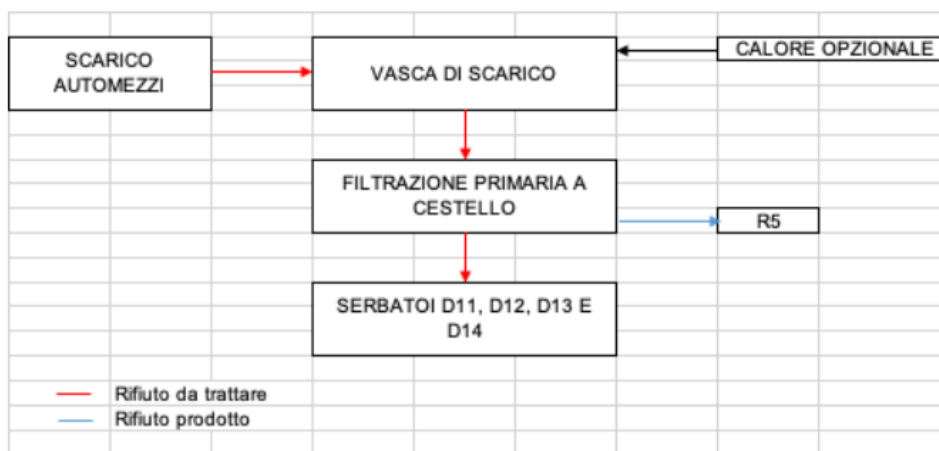 SCARICO
AUTOMEZZI
VASCA DI SCARICO
CALORE OPZIONALE
FILTRAZIONE PRIMARIA A
CESTELLO
R5
SERBATOI D11, D12, D13 E
D14
Rifiuto da trattare
Rifiuto prodotto